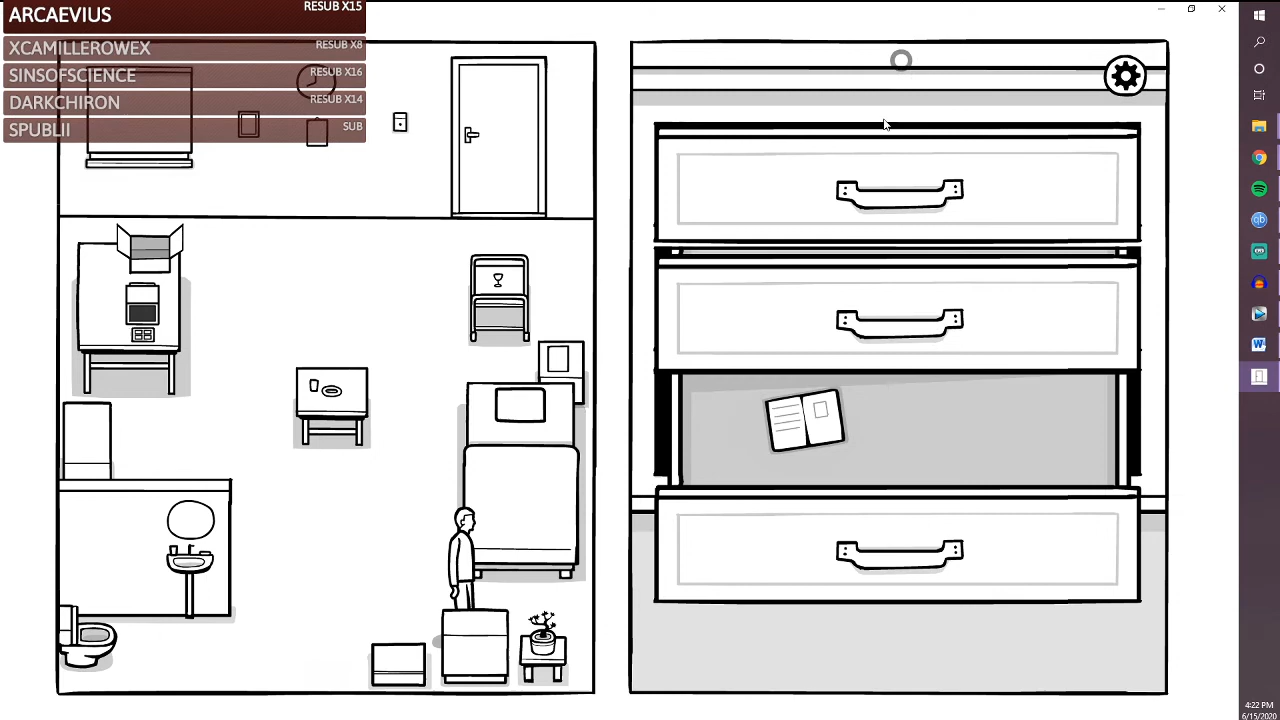 ARCAEVIUS RESUB X15
XCAMILLEROWEX RESUB X8
SINSOFSCIENCE RESUB X16
DARKCHIRON RESUB X14
SPUBLII SUB
qb
W
4:22 PM
6/15/2020